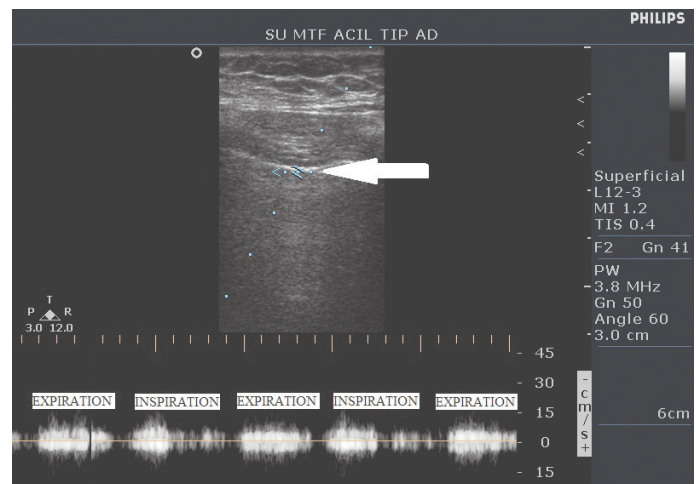 PHILIPS
SU MTF ACIL TIP AD
Superficial
L12-3
MI 1.2
TIS 0.4
F2 Gn 41
PW
3.8 MHz
Gn 50
Angle 60
3.0 cm
T
P R
3.0 12.0
45
30
15
0
15
-cm/s+
6cm
EXPIRATION INSPIRATION EXPIRATION INSPIRATION EXPIRATION